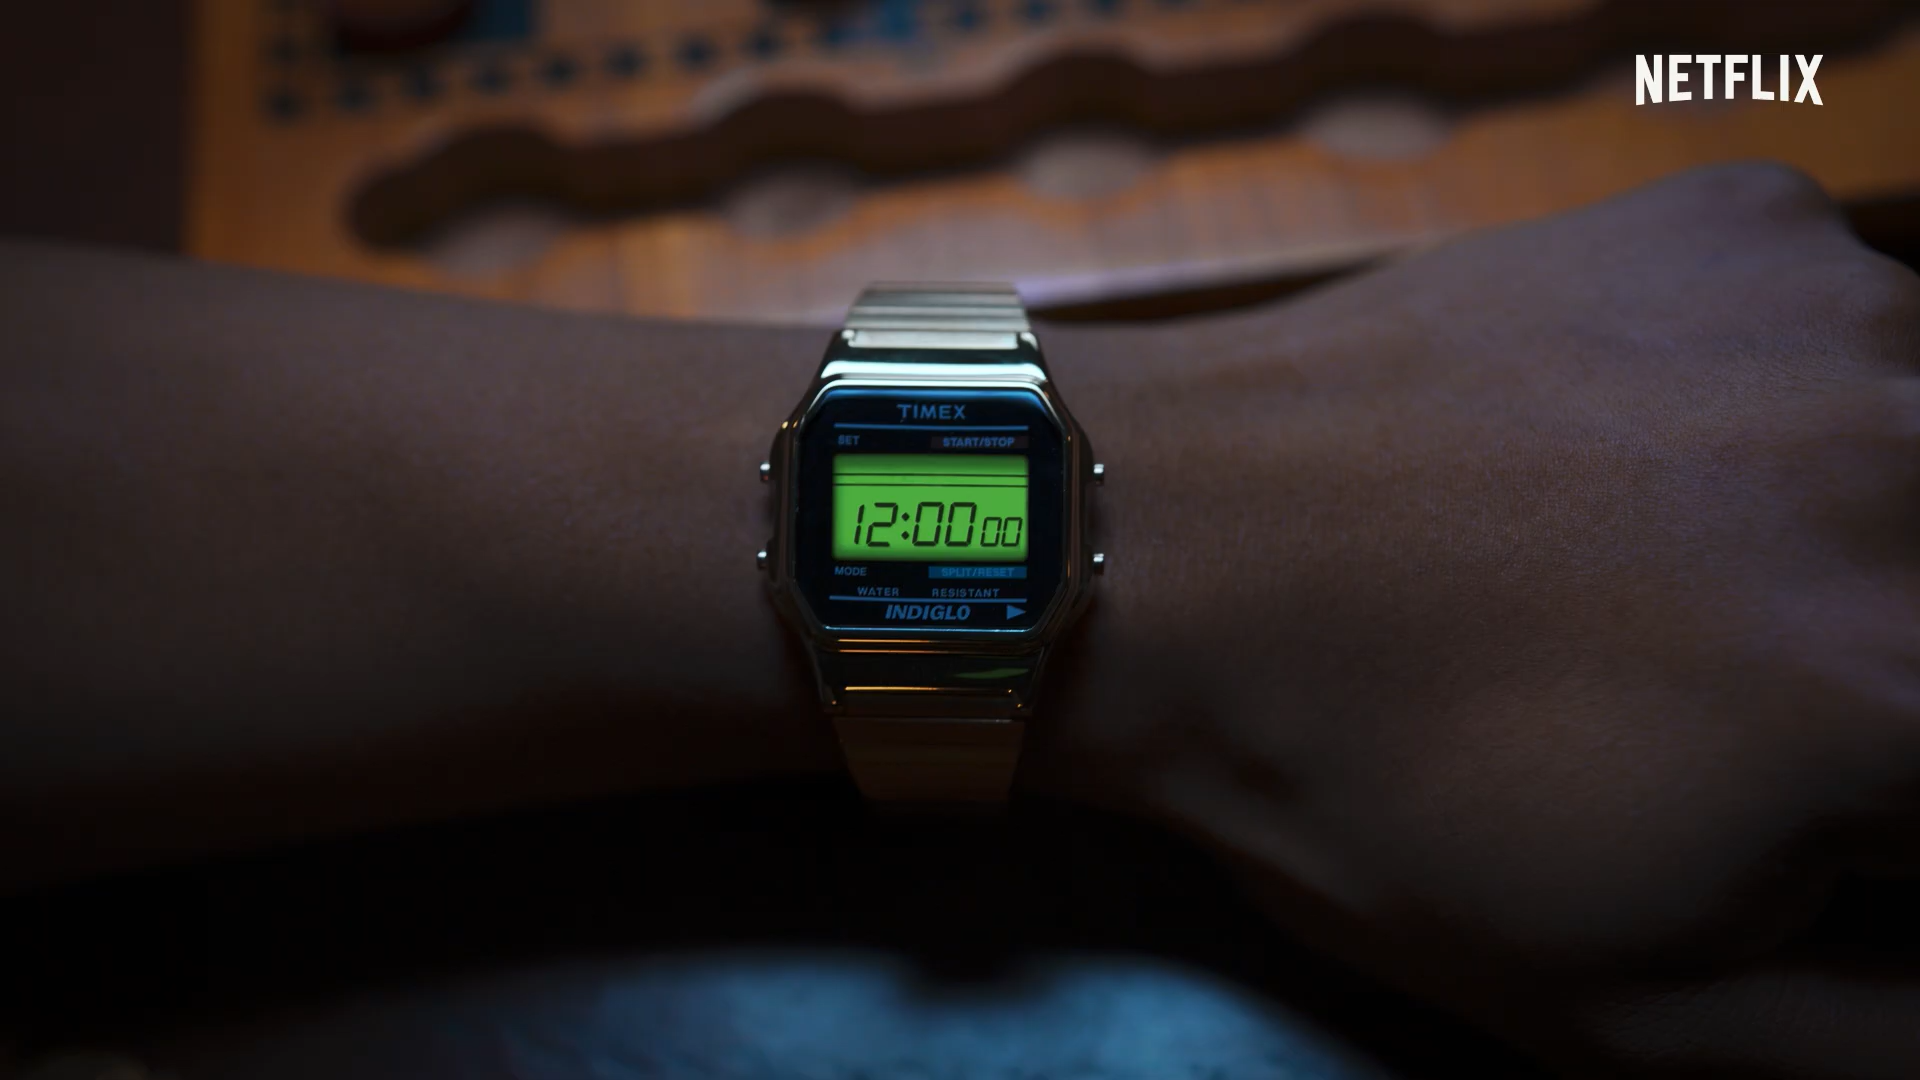 NETFLIX
TIMEX
SET START/STOP
12:00 00
MODE SPLIT/RESET
WATER RESISTANT
INDIGLO